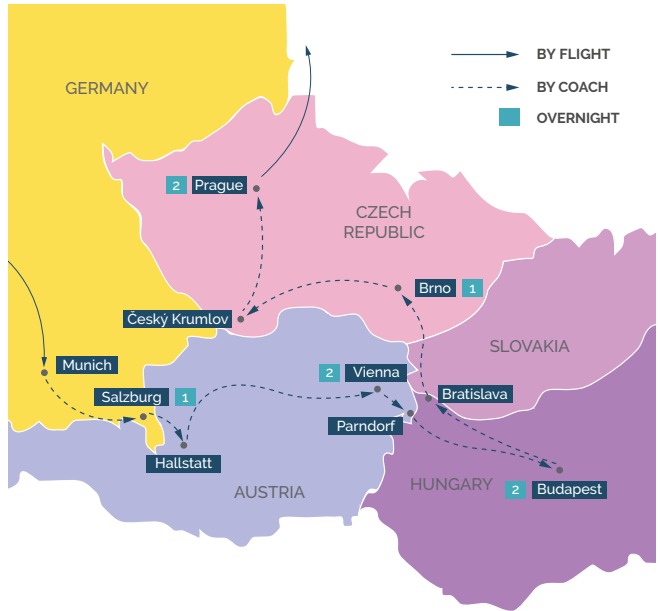 BY FLIGHT
GERMANY
BY COACH
OVERNIGHT
2 Prague
CZECH
REPUBLIC
Brno 1
Český Krumlov
SLOVAKIA
Munich
2 Vienna
Salzburg 1
Bratislava
Parndorf
Hallstatt
HUNGARY
AUSTRIA
2 Budapest